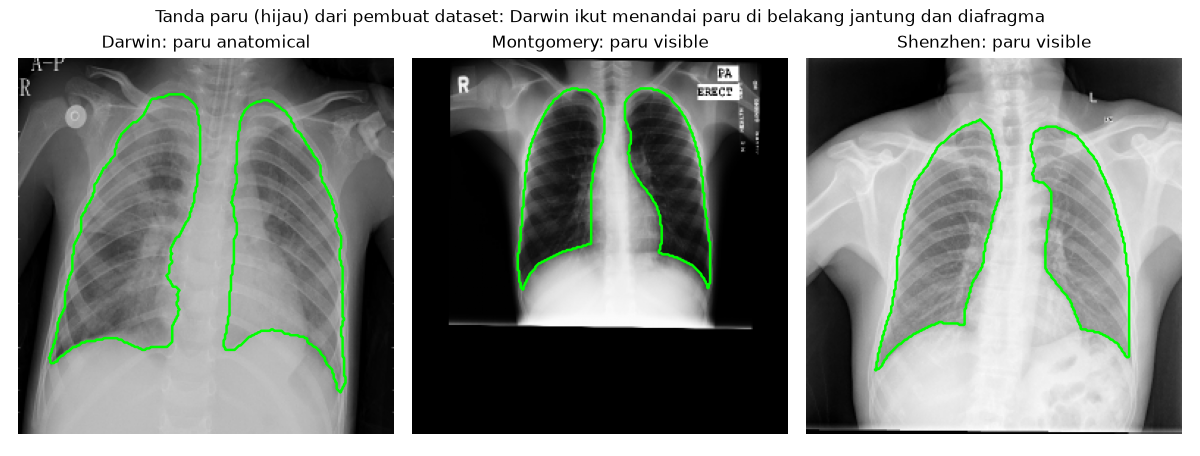 Tanda paru (hijau) dari pembuat dataset: Darwin ikut menandai paru di belakang jantung dan diafragma
Darwin: paru anatomical
Montgomery: paru visible
Shenzhen: paru visible
A-P
R
R
PA
ERECT
L